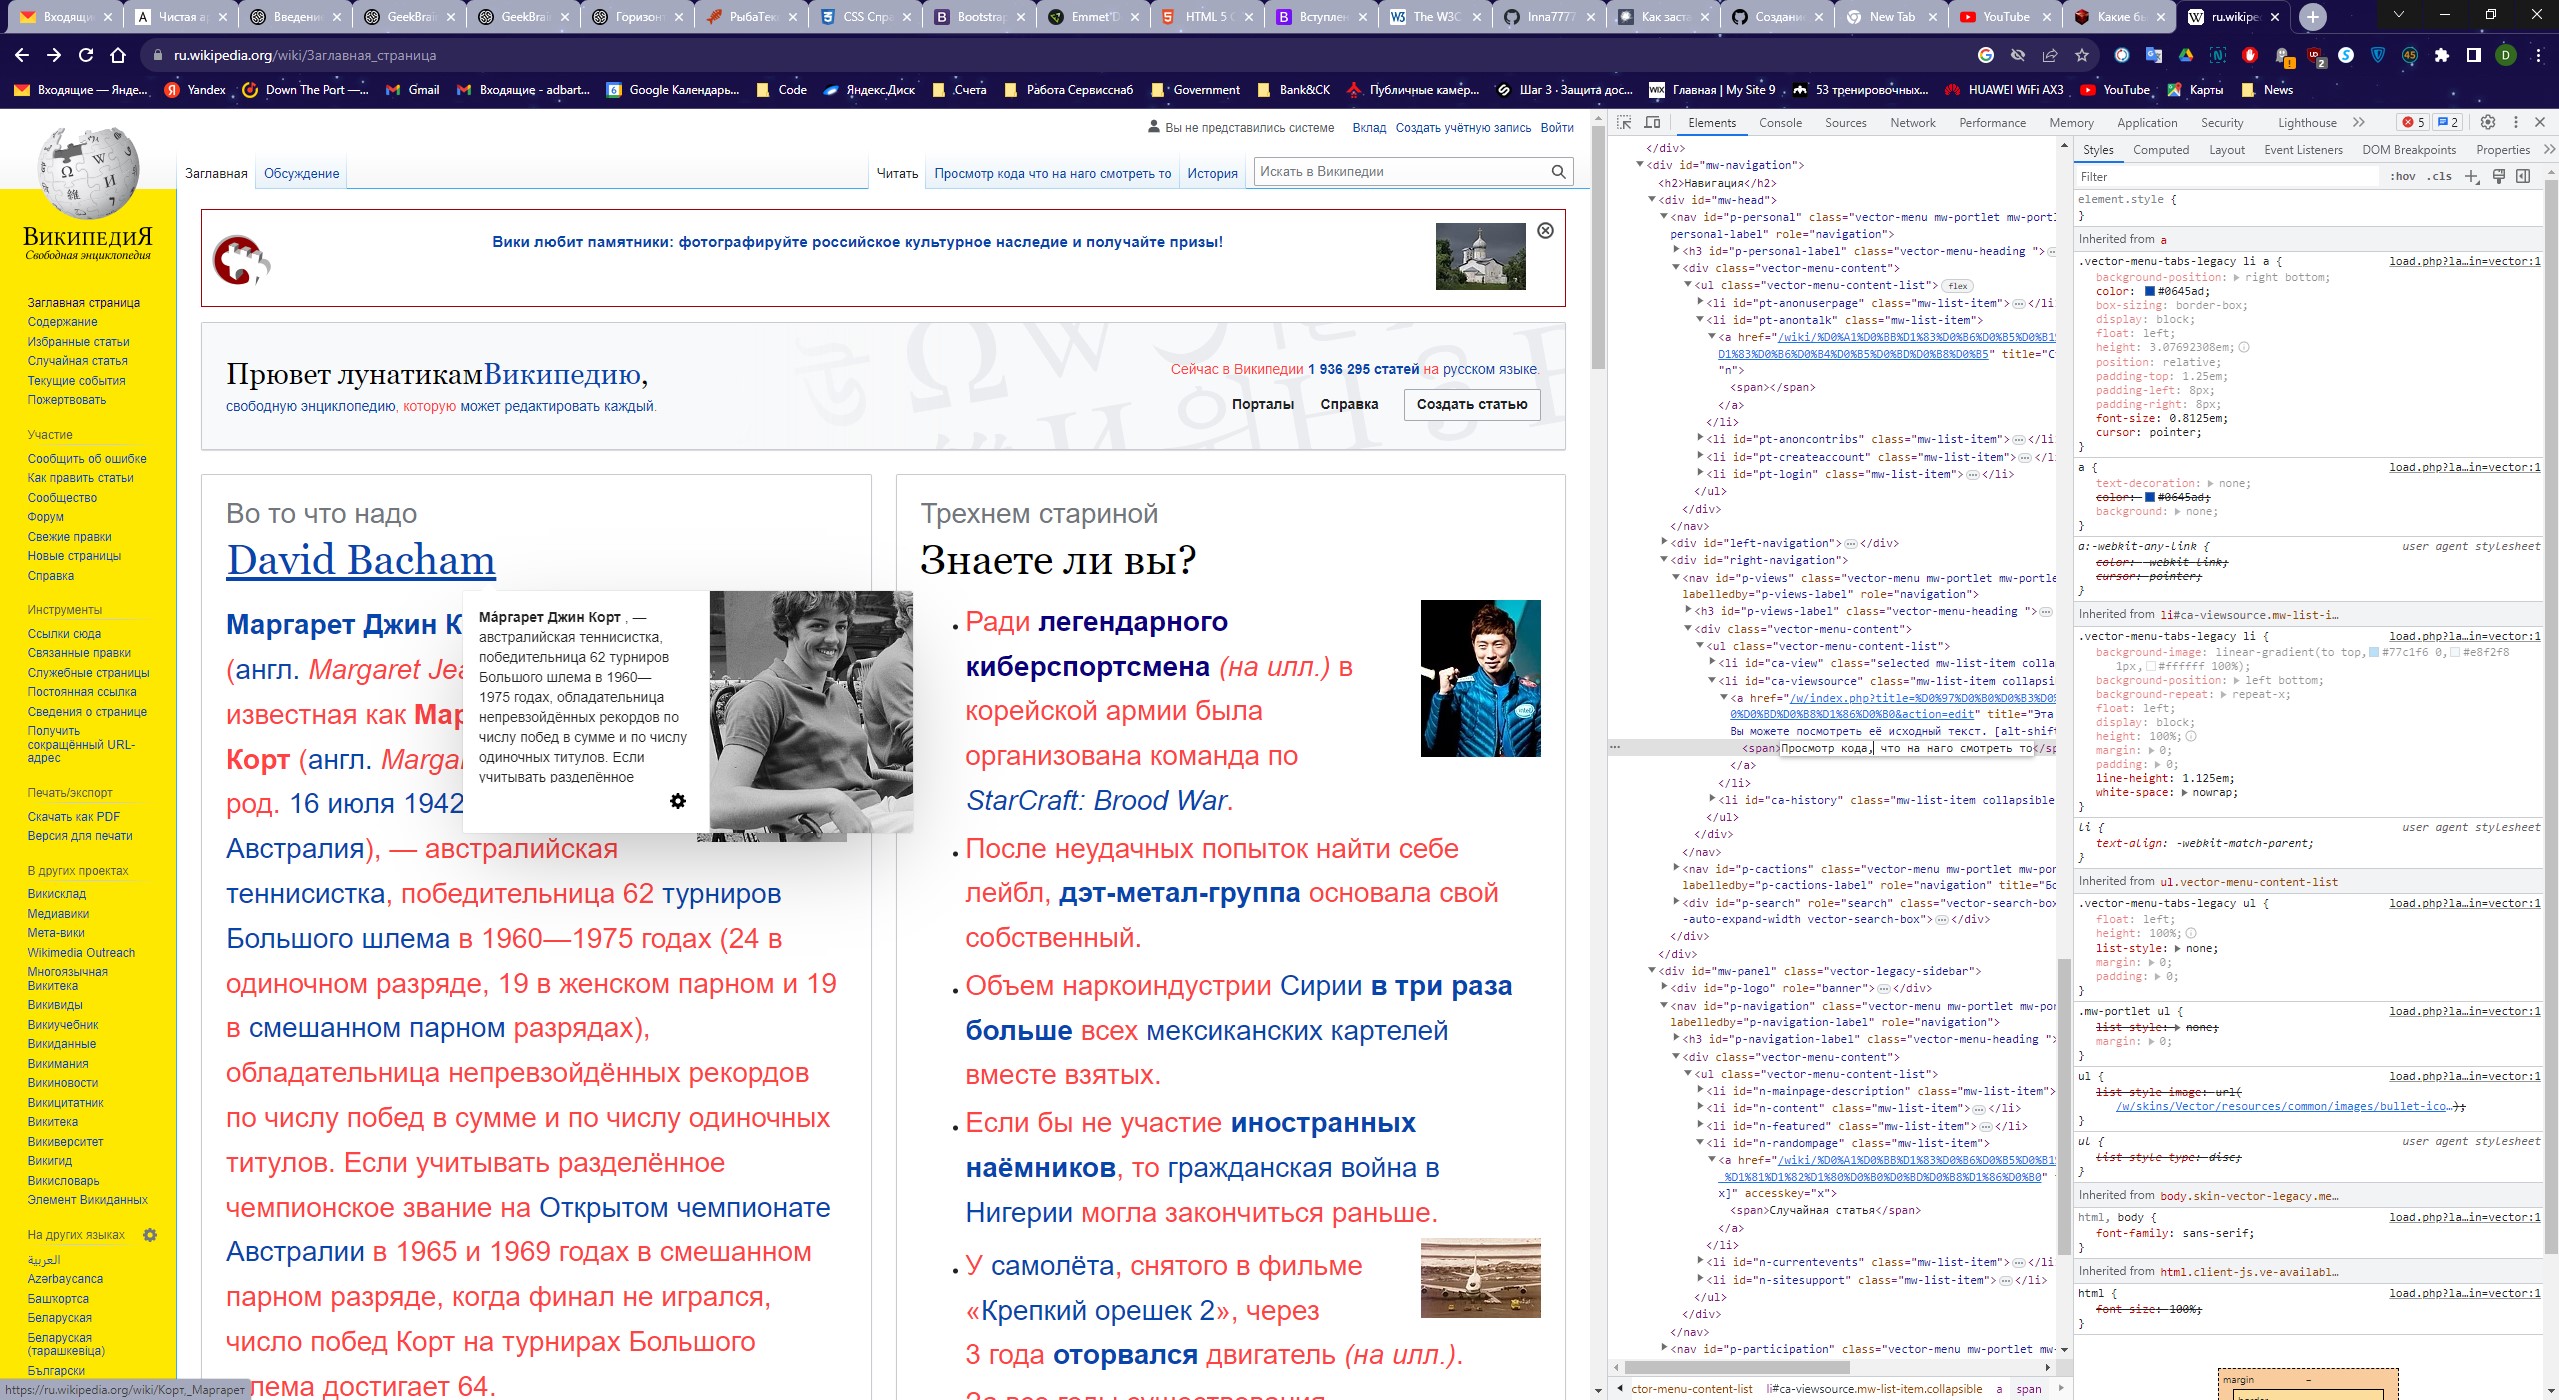 Входящи
Чистая а
Введени
GeekBrai
GeekBrai
Горизон
РыбаТек
CSS Спра
Bootstra
Emmet D
HTML 5 С
Вступлен
The W3C
Inna7777
Как заста
Создани
New Tab
YouTube
Какие б
ru.wikipe
ru.wikipedia.org/wiki/Заглавная_страница
Входящие — Янде...
Yandex
Down The Port —...
Gmail
Входящие - adbart...
Google Календарь...
Code
Яндекс.Диск
Счета
Работа Сервисснаб
Government
Bank&CK
Публичные камер...
Шаг 3 · Защита дос...
Главная | My Site 9
53 тренировочных...
HUAWEI WiFi AX3
YouTube
Карты
News
Вы не представились системе Вклад Создать учётную запись Войти
Заглавная Обсуждение Читать Просмотр кода что на наго смотреть то История Искать в Википедии
ВИКИПЕДИЯ
Свободная энциклопедия
Заглавная страница
Содержание
Избранные статьи
Случайная статья
Текущие события
Пожертвовать
Участие
Сообщить об ошибке
Как править статьи
Сообщество
Форум
Свежие правки
Новые страницы
Справка
Инструменты
Ссылки сюда
Связанные правки
Служебные страницы
Постоянная ссылка
Сведения о странице
Получить
сокращённый URL-
адрес
Печать/экспорт
Скачать как PDF
Версия для печати
В других проектах
Викисклад
Медиавики
Мета-вики
Wikimedia Outreach
Многоязычная
Викитека
Викивиды
Викиучебник
Викиданные
Викимания
Викиновости
Викицитатник
Викитека
Викиверситет
Викигид
Викисловарь
Элемент Викиданных
На других языках
العربية
Azərbaycanca
Башҡортса
Беларуская
Беларуская
(тарашкевіца)
Български
https://ru.wikipedia.org/wiki/Корт,_Маргарет
Вики любит памятники: фотографируйте российское культурное наследие и получайте призы!
Прювет лунатикамВикипедию,
свободную энциклопедию, которую может редактировать каждый.
Сейчас в Википедии 1 936 295 статей на русском языке.
Порталы Справка Создать статью
Во то что надо
David Bacham
Маргарет Джин К
(англ. Margaret Jea
известная как Мар
Корт (англ. Margar
род. 16 июля 1942
Австралия), — австралийская
теннисистка, победительница 62 турниров
Большого шлема в 1960—1975 годах (24 в
одиночном разряде, 19 в женском парном и 19
в смешанном парном разрядах),
обладательница непревзойдённых рекордов
по числу побед в сумме и по числу одиночных
титулов. Если учитывать разделённое
чемпионское звание на Открытом чемпионате
Австралии в 1965 и 1969 годах в смешанном
парном разряде, когда финал не игрался,
число побед Корт на турнирах Большого
лема достигает 64.
Ма́ргарет Джин Корт , —
австралийская теннисистка,
победительница 62 турниров
Большого шлема в 1960—
1975 годах, обладательница
непревзойдённых рекордов по
числу побед в сумме и по числу
одиночных титулов. Если
учитывать разделённое
Трехнем стариной
Знаете ли вы?
Ради легендарного
киберспортсмена (на илл.) в
корейской армии была
организована команда по
StarCraft: Brood War.
После неудачных попыток найти себе
лейбл, дэт-метал-группа основала свой
собственный.
Объем наркоиндустрии Сирии в три раза
больше всех мексиканских картелей
вместе взятых.
Если бы не участие иностранных
наёмников, то гражданская война в
Нигерии могла закончиться раньше.
У самолёта, снятого в фильме
«Крепкий орешек 2», через
3 года оторвался двигатель (на илл.).
Elements Console Sources Network Performance Memory Application Security Lighthouse 5 2
</div>
<div id="mw-navigation">
<h2>Навигация</h2>
<div id="mw-head">
<nav id="p-personal" class="vector-menu mw-portlet mw-portl
personal-label" role="navigation">
<h3 id="p-personal-label" class="vector-menu-heading ">
<div class="vector-menu-content">
<ul class="vector-menu-content-list"> flex
<li id="pt-anonuserpage" class="mw-list-item"> </li
<li id="pt-anontalk" class="mw-list-item">
<a href="/wiki/%D0%A1%D0%BB%D1%83%D0%B6%D0%B5%D0%B1%
D1%83%D0%B6%D0%B4%D0%B5%D0%BD%D0%B8%D0%B5" title="С
"n">
<span></span>
</a>
</li>
<li id="pt-anoncontribs" class="mw-list-item"> </li
<li id="pt-createaccount" class="mw-list-item"> </l
<li id="pt-login" class="mw-list-item"> </li>
</ul>
</div>
</nav>
<div id="left-navigation"> </div>
<div id="right-navigation">
<nav id="p-views" class="vector-menu mw-portlet mw-portle
labelledby="p-views-label" role="navigation">
<h3 id="p-views-label" class="vector-menu-heading ">
<div class="vector-menu-content">
<ul class="vector-menu-content-list">
<li id="ca-view" class="selected mw-list-item colla
<li id="ca-viewsource" class="mw-list-item collapsi
<a href="/w/index.php?title=%D0%97%D0%B0%D0%B3%D0%
0%D0%BD%D0%B8%D1%86%D0%B0&action=edit" title="Эта
Вы можете посмотреть её исходный текст. [alt-shift
<span>Просмотр кода, что на наго смотреть то</sp
</a>
</li>
<li id="ca-history" class="mw-list-item collapsible
</ul>
</div>
</nav>
<nav id="p-cactions" class="vector-menu mw-portlet mw-por
labelledby="p-cactions-label" role="navigation" title="Бо
<div id="p-search" role="search" class="vector-search-box
-auto-expand-width vector-search-box"> </div>
</div>
</div>
<div id="mw-panel" class="vector-legacy-sidebar">
<div id="p-logo" role="banner"> </div>
<nav id="p-navigation" class="vector-menu mw-portlet mw-por
labelledby="p-navigation-label" role="navigation">
<h3 id="p-navigation-label" class="vector-menu-heading ">
<div class="vector-menu-content">
<ul class="vector-menu-content-list">
<li id="n-mainpage-description" class="mw-list-item">
<li id="n-content" class="mw-list-item"> </li>
<li id="n-featured" class="mw-list-item"> </li>
<li id="n-randompage" class="mw-list-item">
<a href="/wiki/%D0%A1%D0%BB%D1%83%D0%B6%D0%B5%D0%B1%
_%D1%81%D1%82%D1%80%D0%B0%D0%BD%D0%B8%D1%86%D0%B0"
x]" accesskey="x">
<span>Случайная статья</span>
</a>
</li>
<li id="n-currentevents" class="mw-list-item"> </li>
<li id="n-sitesupport" class="mw-list-item"> </li>
</ul>
</div>
</nav>
<nav id="p-participation" class="vector-menu mw-portlet mw-
ctor-menu-content-list li#ca-viewsource.mw-list-item.collapsible a span
Styles Computed Layout Event Listeners DOM Breakpoints Properties
Filter :hov .cls
element.style {
}
Inherited from a
.vector-menu-tabs-legacy li a { load.php?la…in=vector:1
background-position: right bottom;
color: #0645ad;
box-sizing: border-box;
display: block;
float: left;
height: 3.07692308em;
position: relative;
padding-top: 1.25em;
padding-left: 8px;
padding-right: 8px;
font-size: 0.8125em;
cursor: pointer;
}
a { load.php?la…in=vector:1
text-decoration: none;
color: #0645ad;
background: none;
}
a:-webkit-any-link { user agent stylesheet
color: -webkit-link;
cursor: pointer;
}
Inherited from li#ca-viewsource.mw-list-i…
.vector-menu-tabs-legacy li { load.php?la…in=vector:1
background-image: linear-gradient(to top, #77c1f6 0, #e8f2f8
1px, #ffffff 100%);
background-position: left bottom;
background-repeat: repeat-x;
float: left;
display: block;
height: 100%;
margin: 0;
padding: 0;
line-height: 1.125em;
white-space: nowrap;
}
li { user agent stylesheet
text-align: -webkit-match-parent;
}
Inherited from ul.vector-menu-content-list
.vector-menu-tabs-legacy ul { load.php?la…in=vector:1
float: left;
height: 100%;
list-style: none;
margin: 0;
padding: 0;
}
.mw-portlet ul { load.php?la…in=vector:1
list-style: none;
margin: 0;
}
ul { load.php?la…in=vector:1
list-style-image: url(
/w/skins/Vector/resources/common/images/bullet-ico…);
}
ul { user agent stylesheet
list-style-type: disc;
}
Inherited from body.skin-vector-legacy.me…
html, body { load.php?la…in=vector:1
font-family: sans-serif;
}
Inherited from html.client-js.ve-availabl…
html { load.php?la…in=vector:1
font-size: 100%;
}
margin –